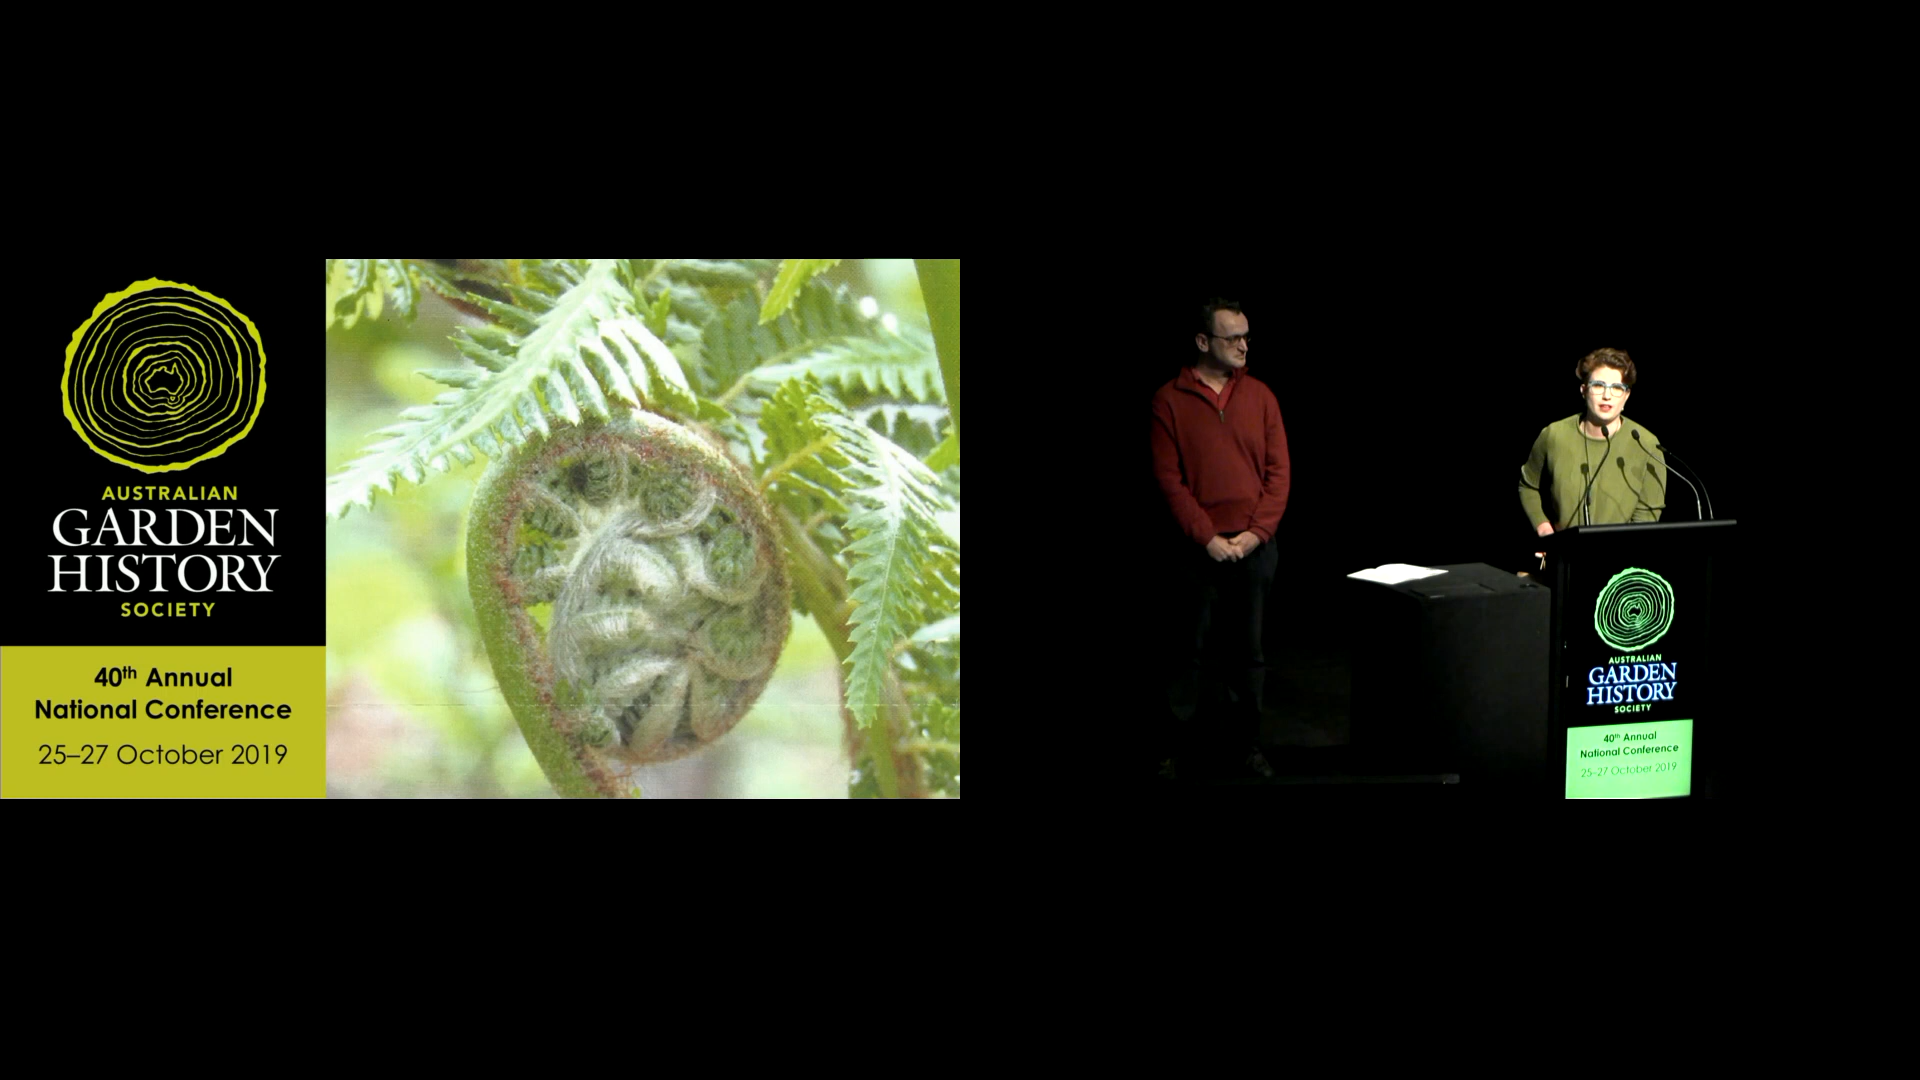 AUSTRALIAN
GARDEN
HISTORY
SOCIETY
40th Annual
National Conference
25–27 October 2019
AUSTRALIAN
GARDEN
HISTORY
SOCIETY
40th Annual
National Conference
25–27 October 2019